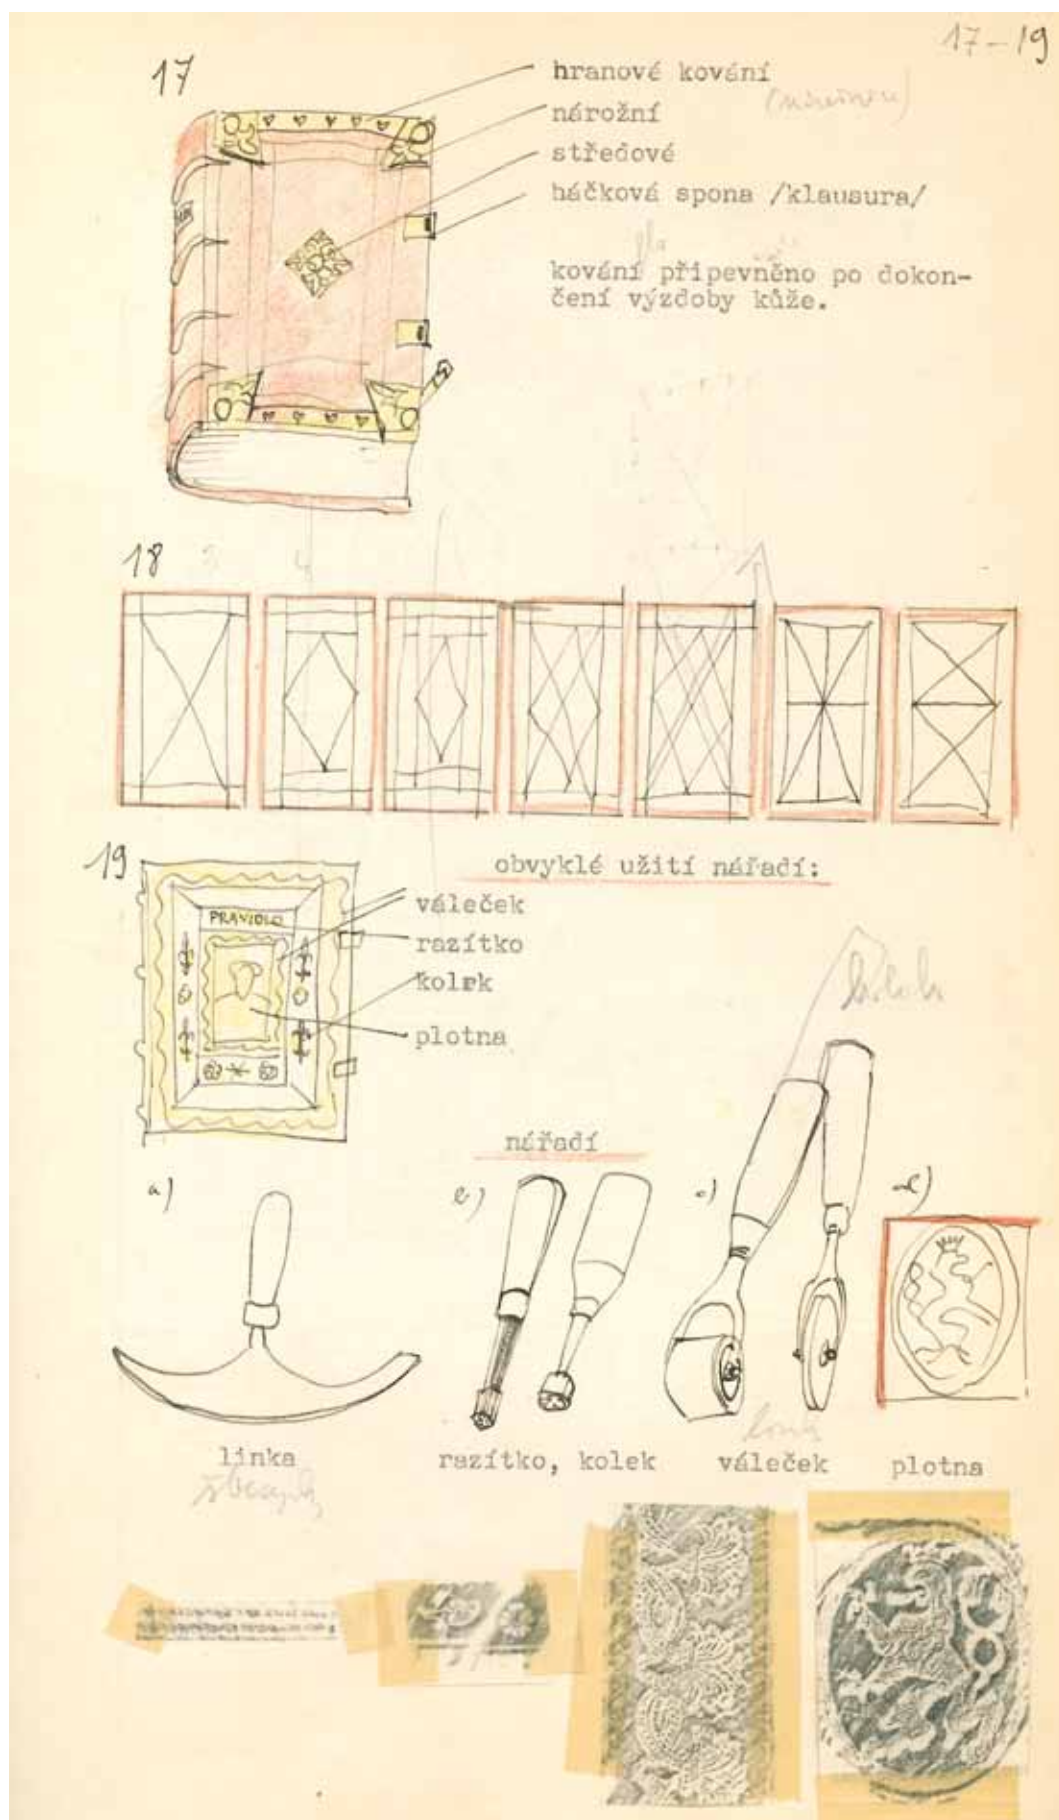 17-19
17
hranové kování
nárožní
středové
háčková spona /klausura/
kování připevněno po dokon-
čení výzdoby kůže.
18
19
obvyklé užití nářadí:
PRAVIDLO
váleček
razítko
kolek
plotna
nářadí
a)
b)
c)
d)
linka
razítko, kolek
váleček
plotna